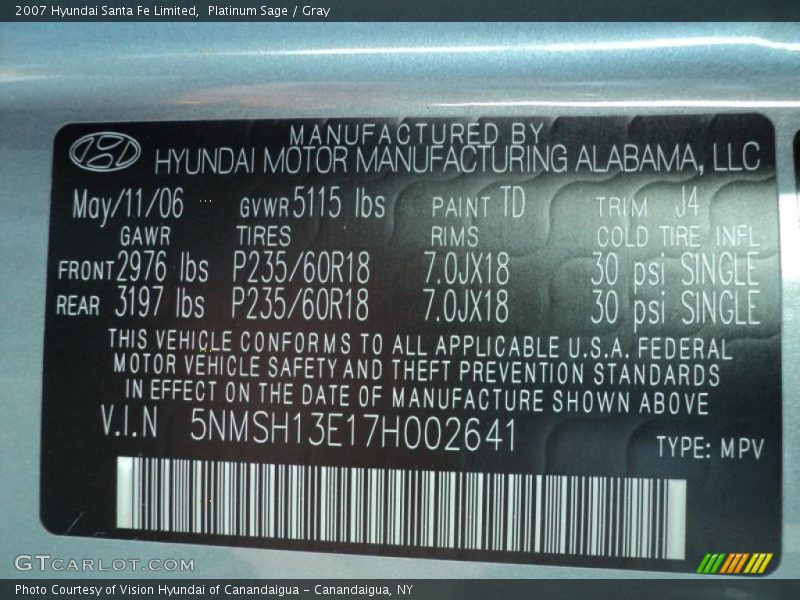 2007 Hyundai Santa Fe Limited,  Platinum Sage / Gray
MANUFACTURED BY
HYUNDAI MOTOR MANUFACTURING ALABAMA, LLC
May/11/06 GVWR 5115 lbs PAINT TD TRIM J4
GAWR TIRES RIMS COLD TIRE INFL
FRONT 2976 lbs P235/60R18 7.0JX18 30 psi SINGLE
REAR 3197 lbs P235/60R18 7.0JX18 30 psi SINGLE
THIS VEHICLE CONFORMS TO ALL APPLICABLE U.S.A. FEDERAL
MOTOR VEHICLE SAFETY AND THEFT PREVENTION STANDARDS
IN EFFECT ON THE DATE OF MANUFACTURE SHOWN ABOVE
V.I.N 5NMSH13E17H002641 TYPE: MPV
GTCARLOT.COM
Photo Courtesy of Vision Hyundai of Canandaigua - Canandaigua, NY